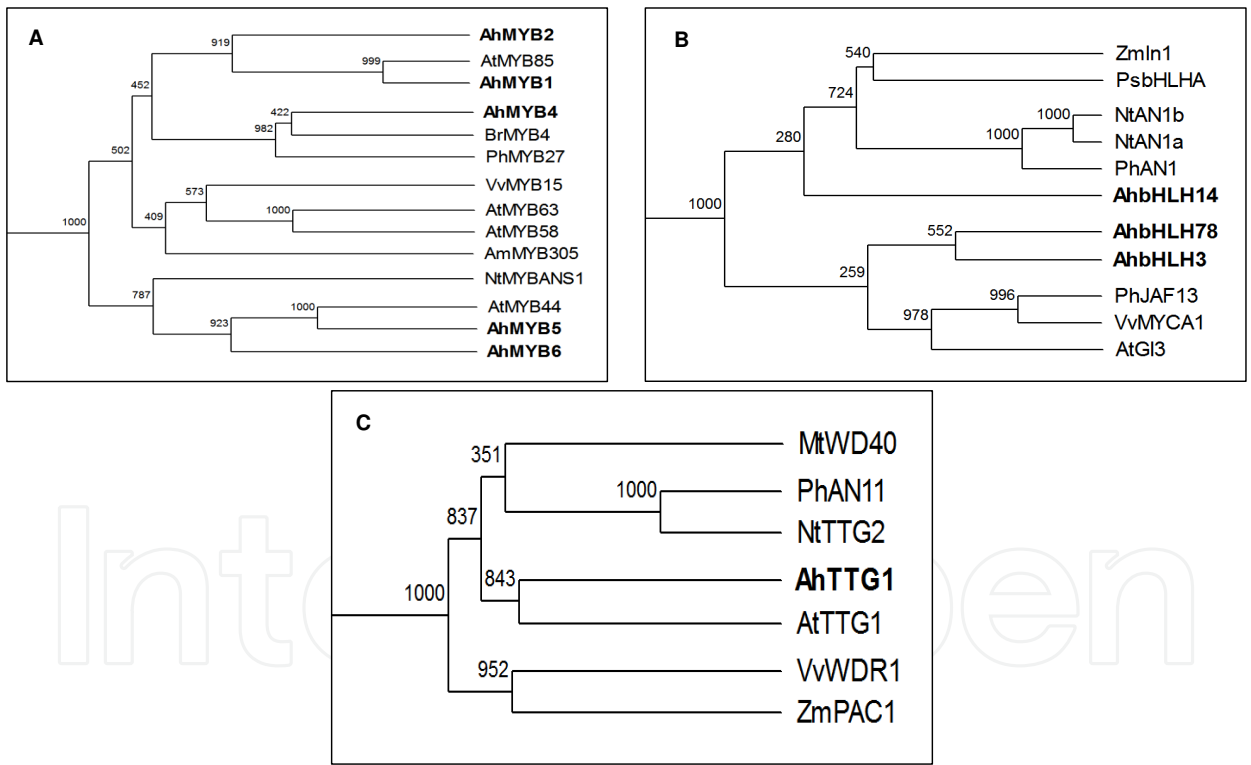 A
919
AhMYB2
999
AtMYB85
AhMYB1
452
422
AhMYB4
982
BrMYB4
PhMYB27
502
573
VvMYB15
1000
AtMYB63
409
AtMYB58
AmMYB305
1000
NtMYBANS1
787
1000
AtMYB44
923
AhMYB5
AhMYB6
B
540
ZmIn1
PsbHLHA
724
1000
NtAN1b
1000
NtAN1a
280
PhAN1
1000
AhbHLH14
552
AhbHLH78
259
AhbHLH3
996
PhJAF13
978
VvMYCA1
AtGl3
C
351
MtWD40
1000
PhAN11
837
NtTTG2
843
AhTTG1
1000
AtTTG1
952
VvWDR1
ZmPAC1